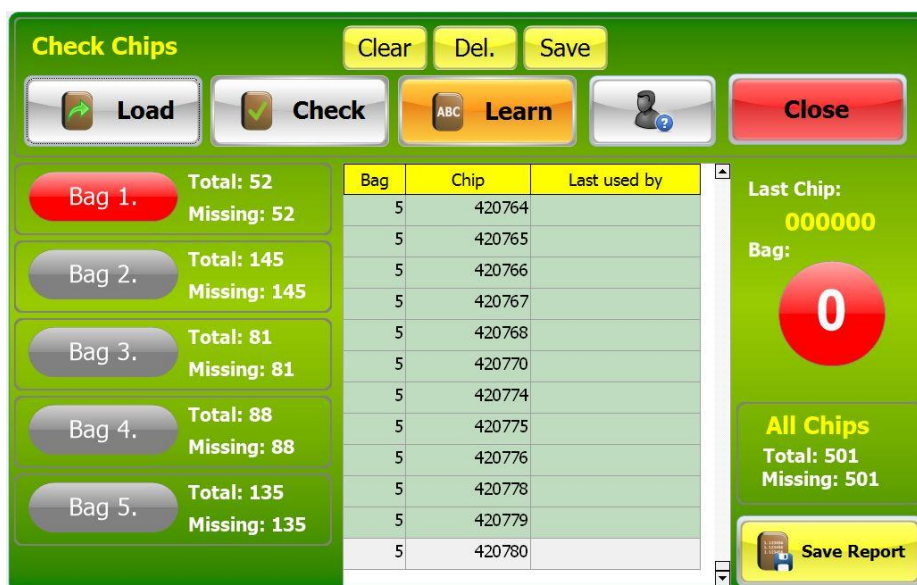 Check Chips
Clear Del. Save
Load Check ABC Learn ? Close
Bag 1.
Total: 52
Missing: 52
Bag 2.
Total: 145
Missing: 145
Bag 3.
Total: 81
Missing: 81
Bag 4.
Total: 88
Missing: 88
Bag 5.
Total: 135
Missing: 135
Bag Chip Last used by
5 420764
5 420765
5 420766
5 420767
5 420768
5 420770
5 420774
5 420775
5 420776
5 420778
5 420779
5 420780
Last Chip:
000000
Bag:
0
All Chips
Total: 501
Missing: 501
Save Report